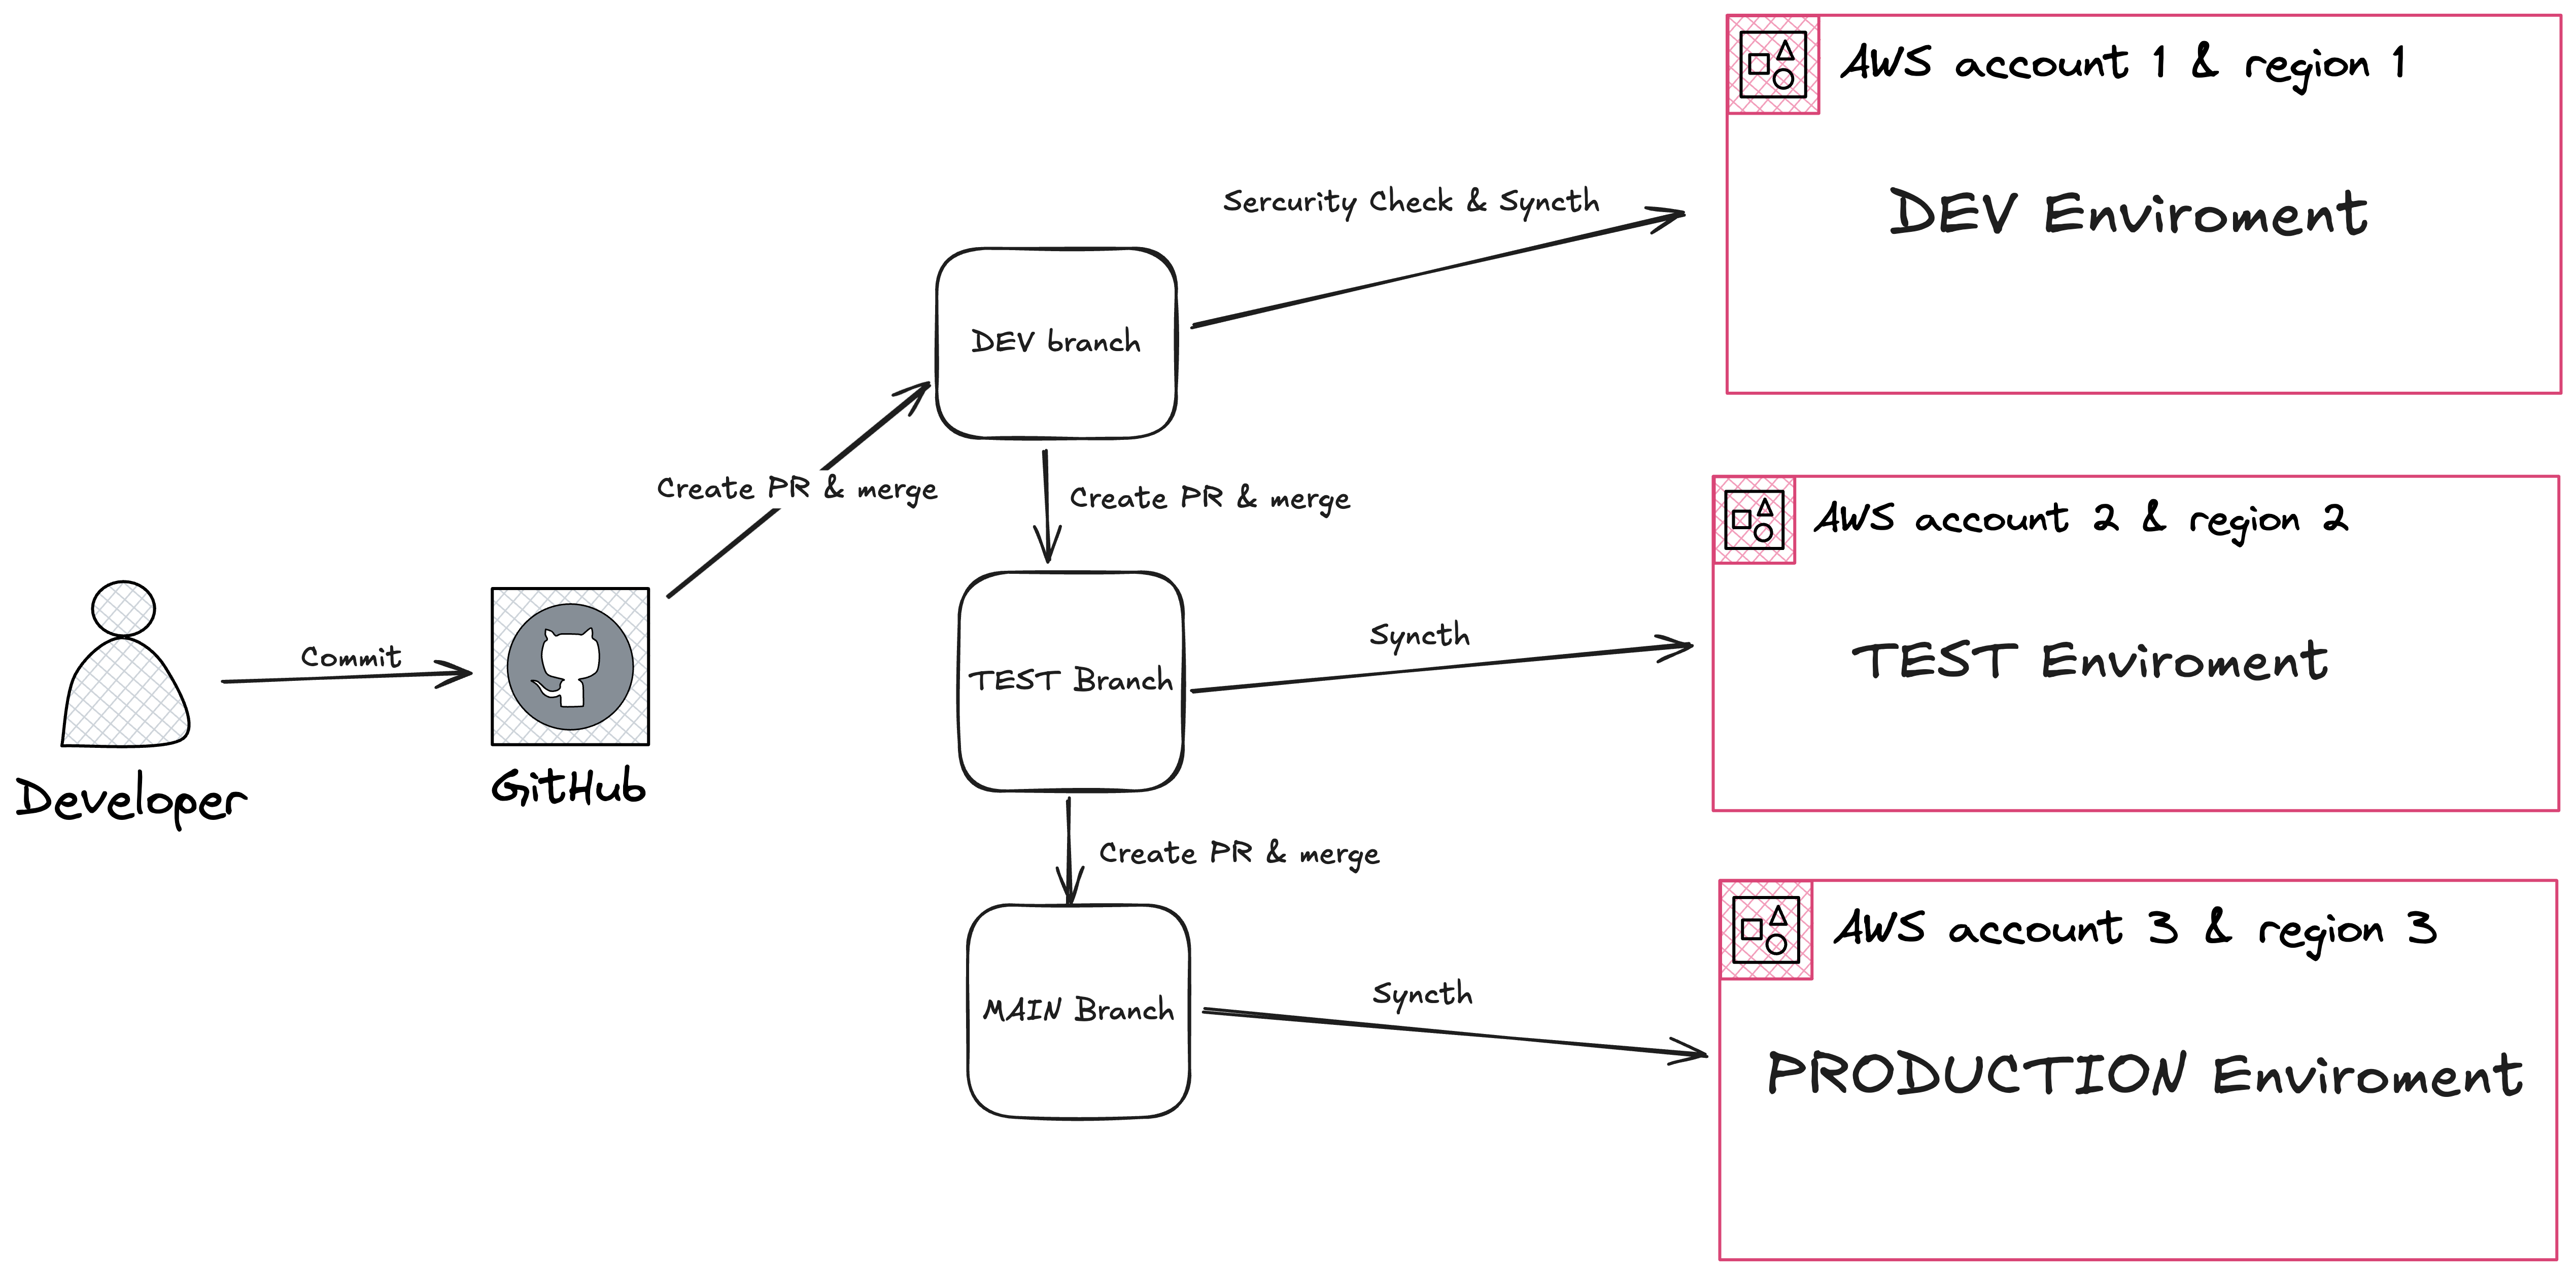 AWS account 1 & region 1
DEV Enviroment
Sercurity Check & Syncth
DEV branch
Create PR & merge
Create PR & merge
AWS account 2 & region 2
TEST Enviroment
Syncth
TEST Branch
Commit
Developer
GitHub
Create PR & merge
AWS account 3 & region 3
PRODUCTION Enviroment
Syncth
MAIN Branch